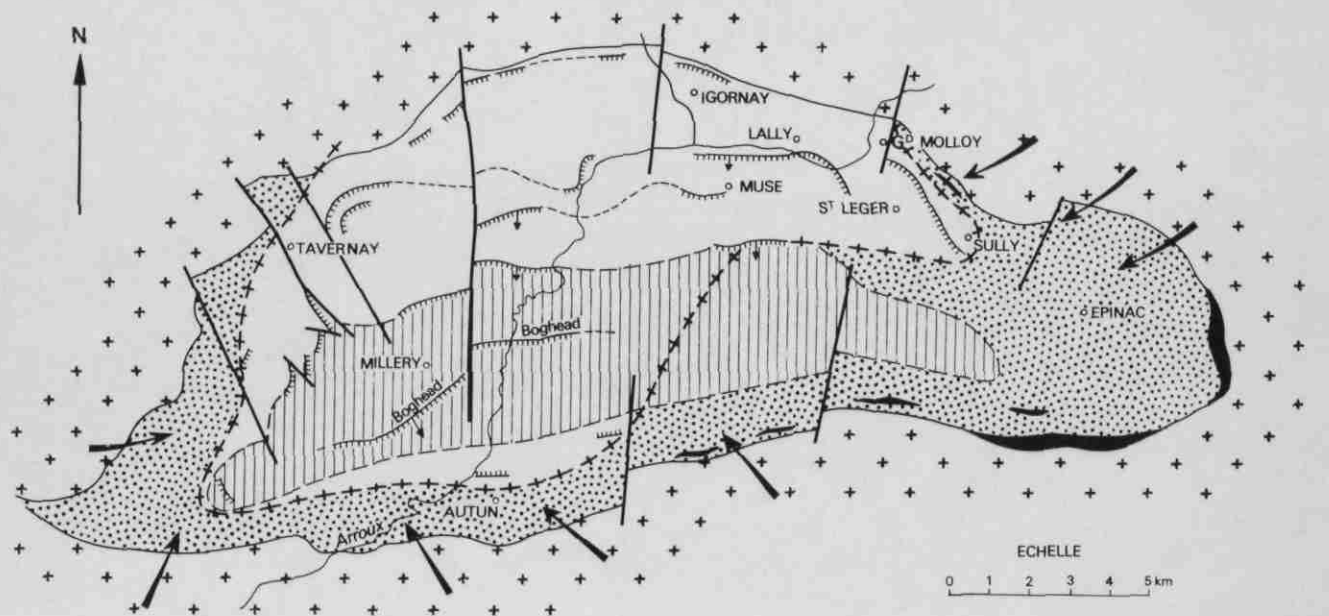 N
IGORNAY
LALLY
G
MOLLOY
MUSE
ST LEGER
TAVERNAY
SULLY
EPINAC
Boghead
MILLERY
Boghead
AUTUN
Arroux
ECHELLE
0 1 2 3 4 5 km